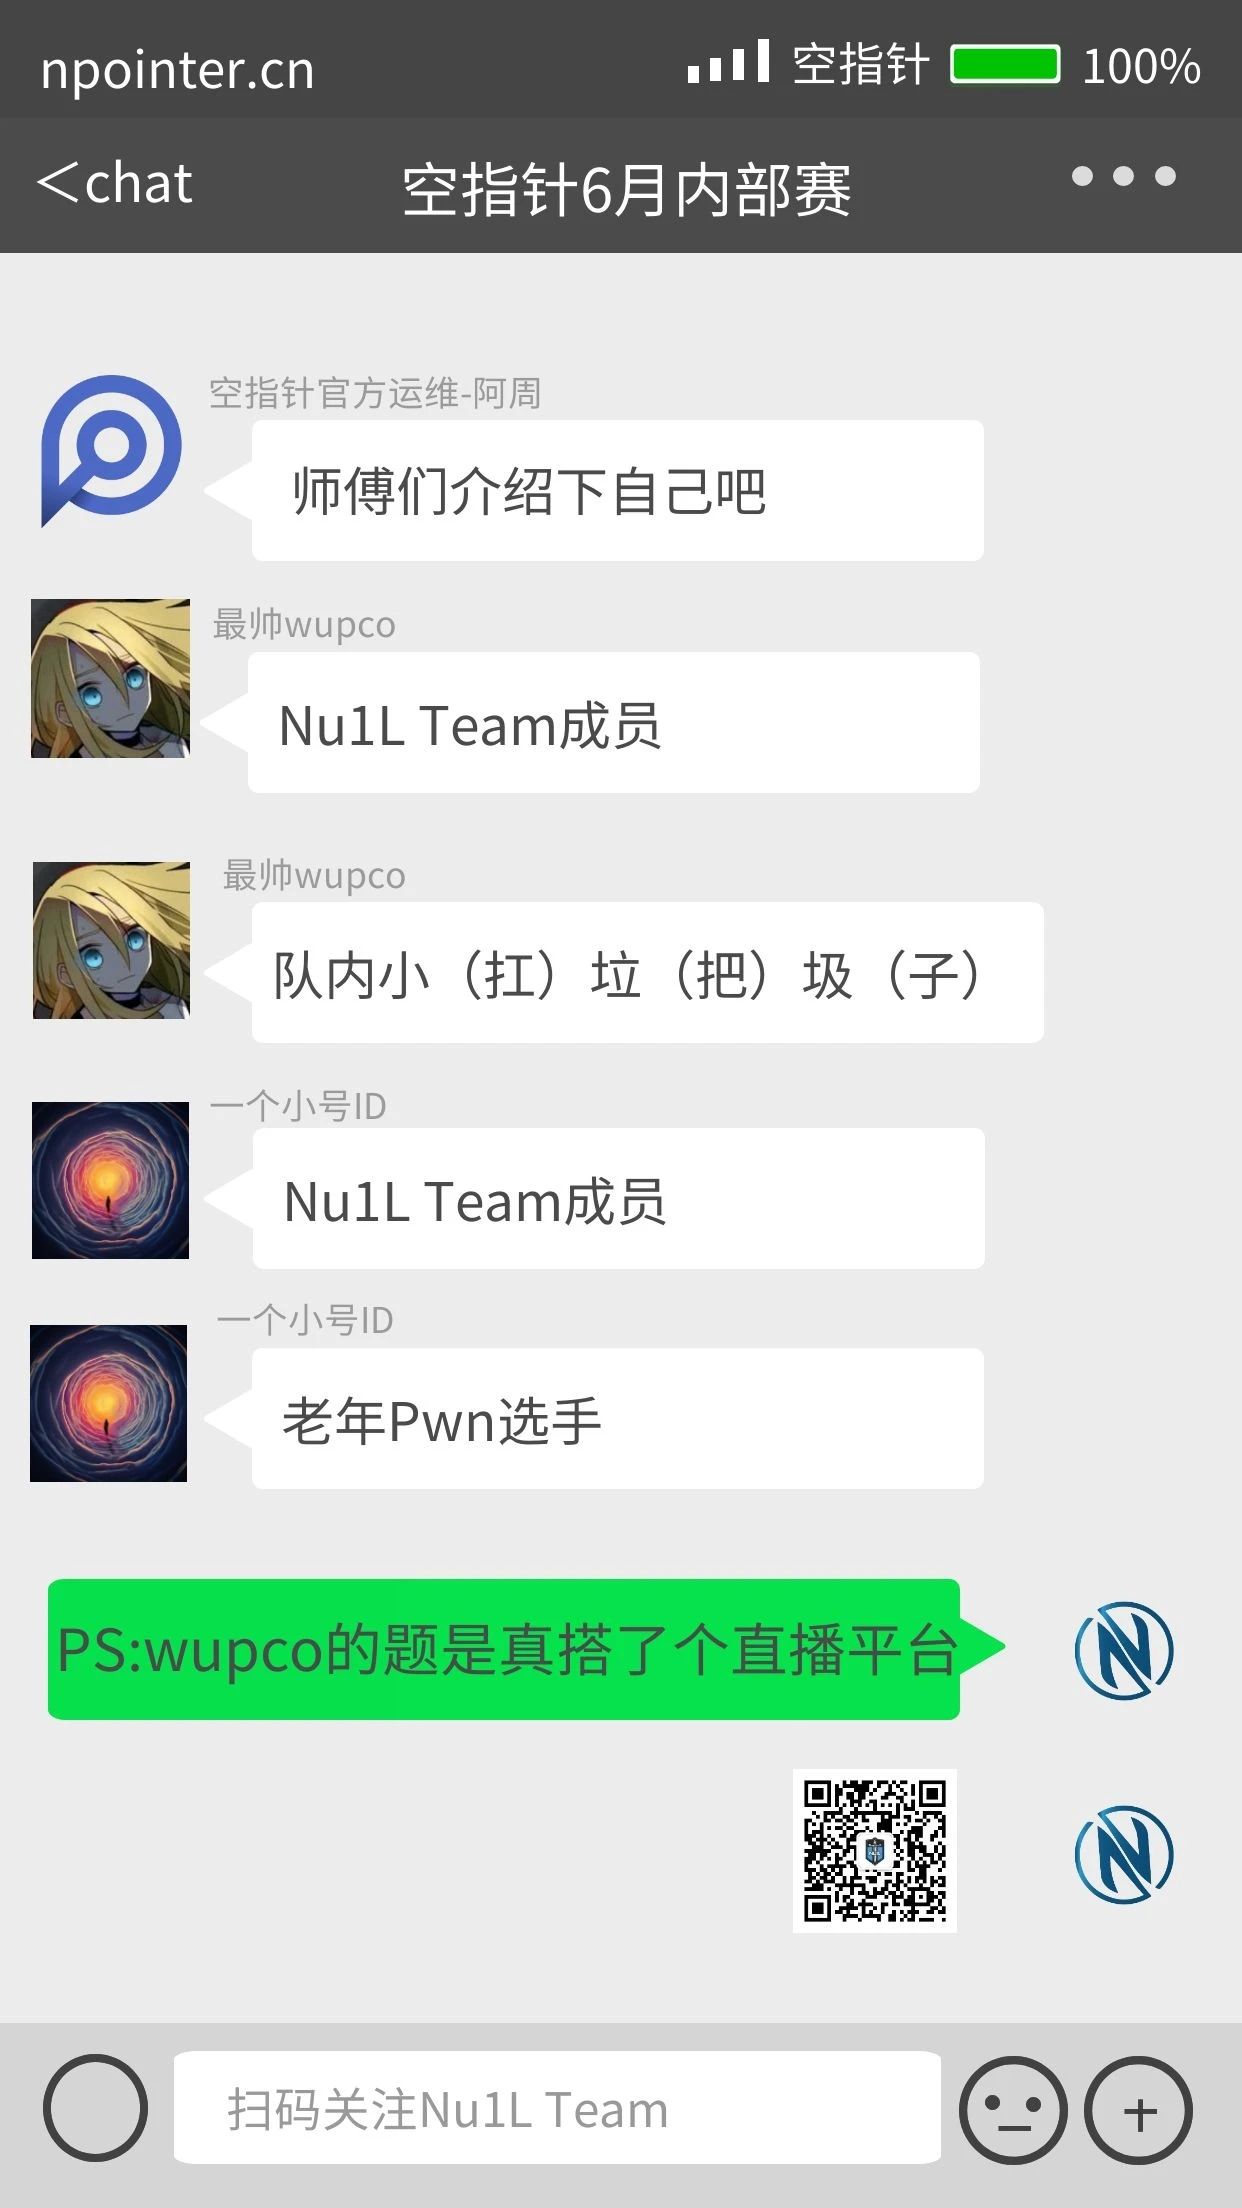 npointer.cn 空指针 100%
<chat 空指针6月内部赛
空指针官方运维-阿周
师傅们介绍下自己吧
最帅wupco
Nu1L Team成员
最帅wupco
队内小（扛）垃（把）圾（子）
一个小号ID
Nu1L Team成员
一个小号ID
老年Pwn选手
PS:wupco的题是真搭了个直播平台
扫码关注Nu1L Team